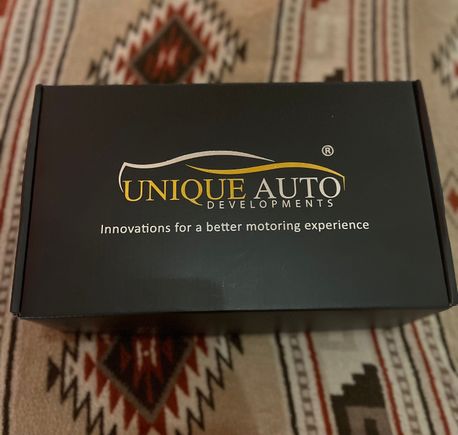 ®
UNIQUE AUTO
DEVELOPMENTS
Innovations for a better motoring experience